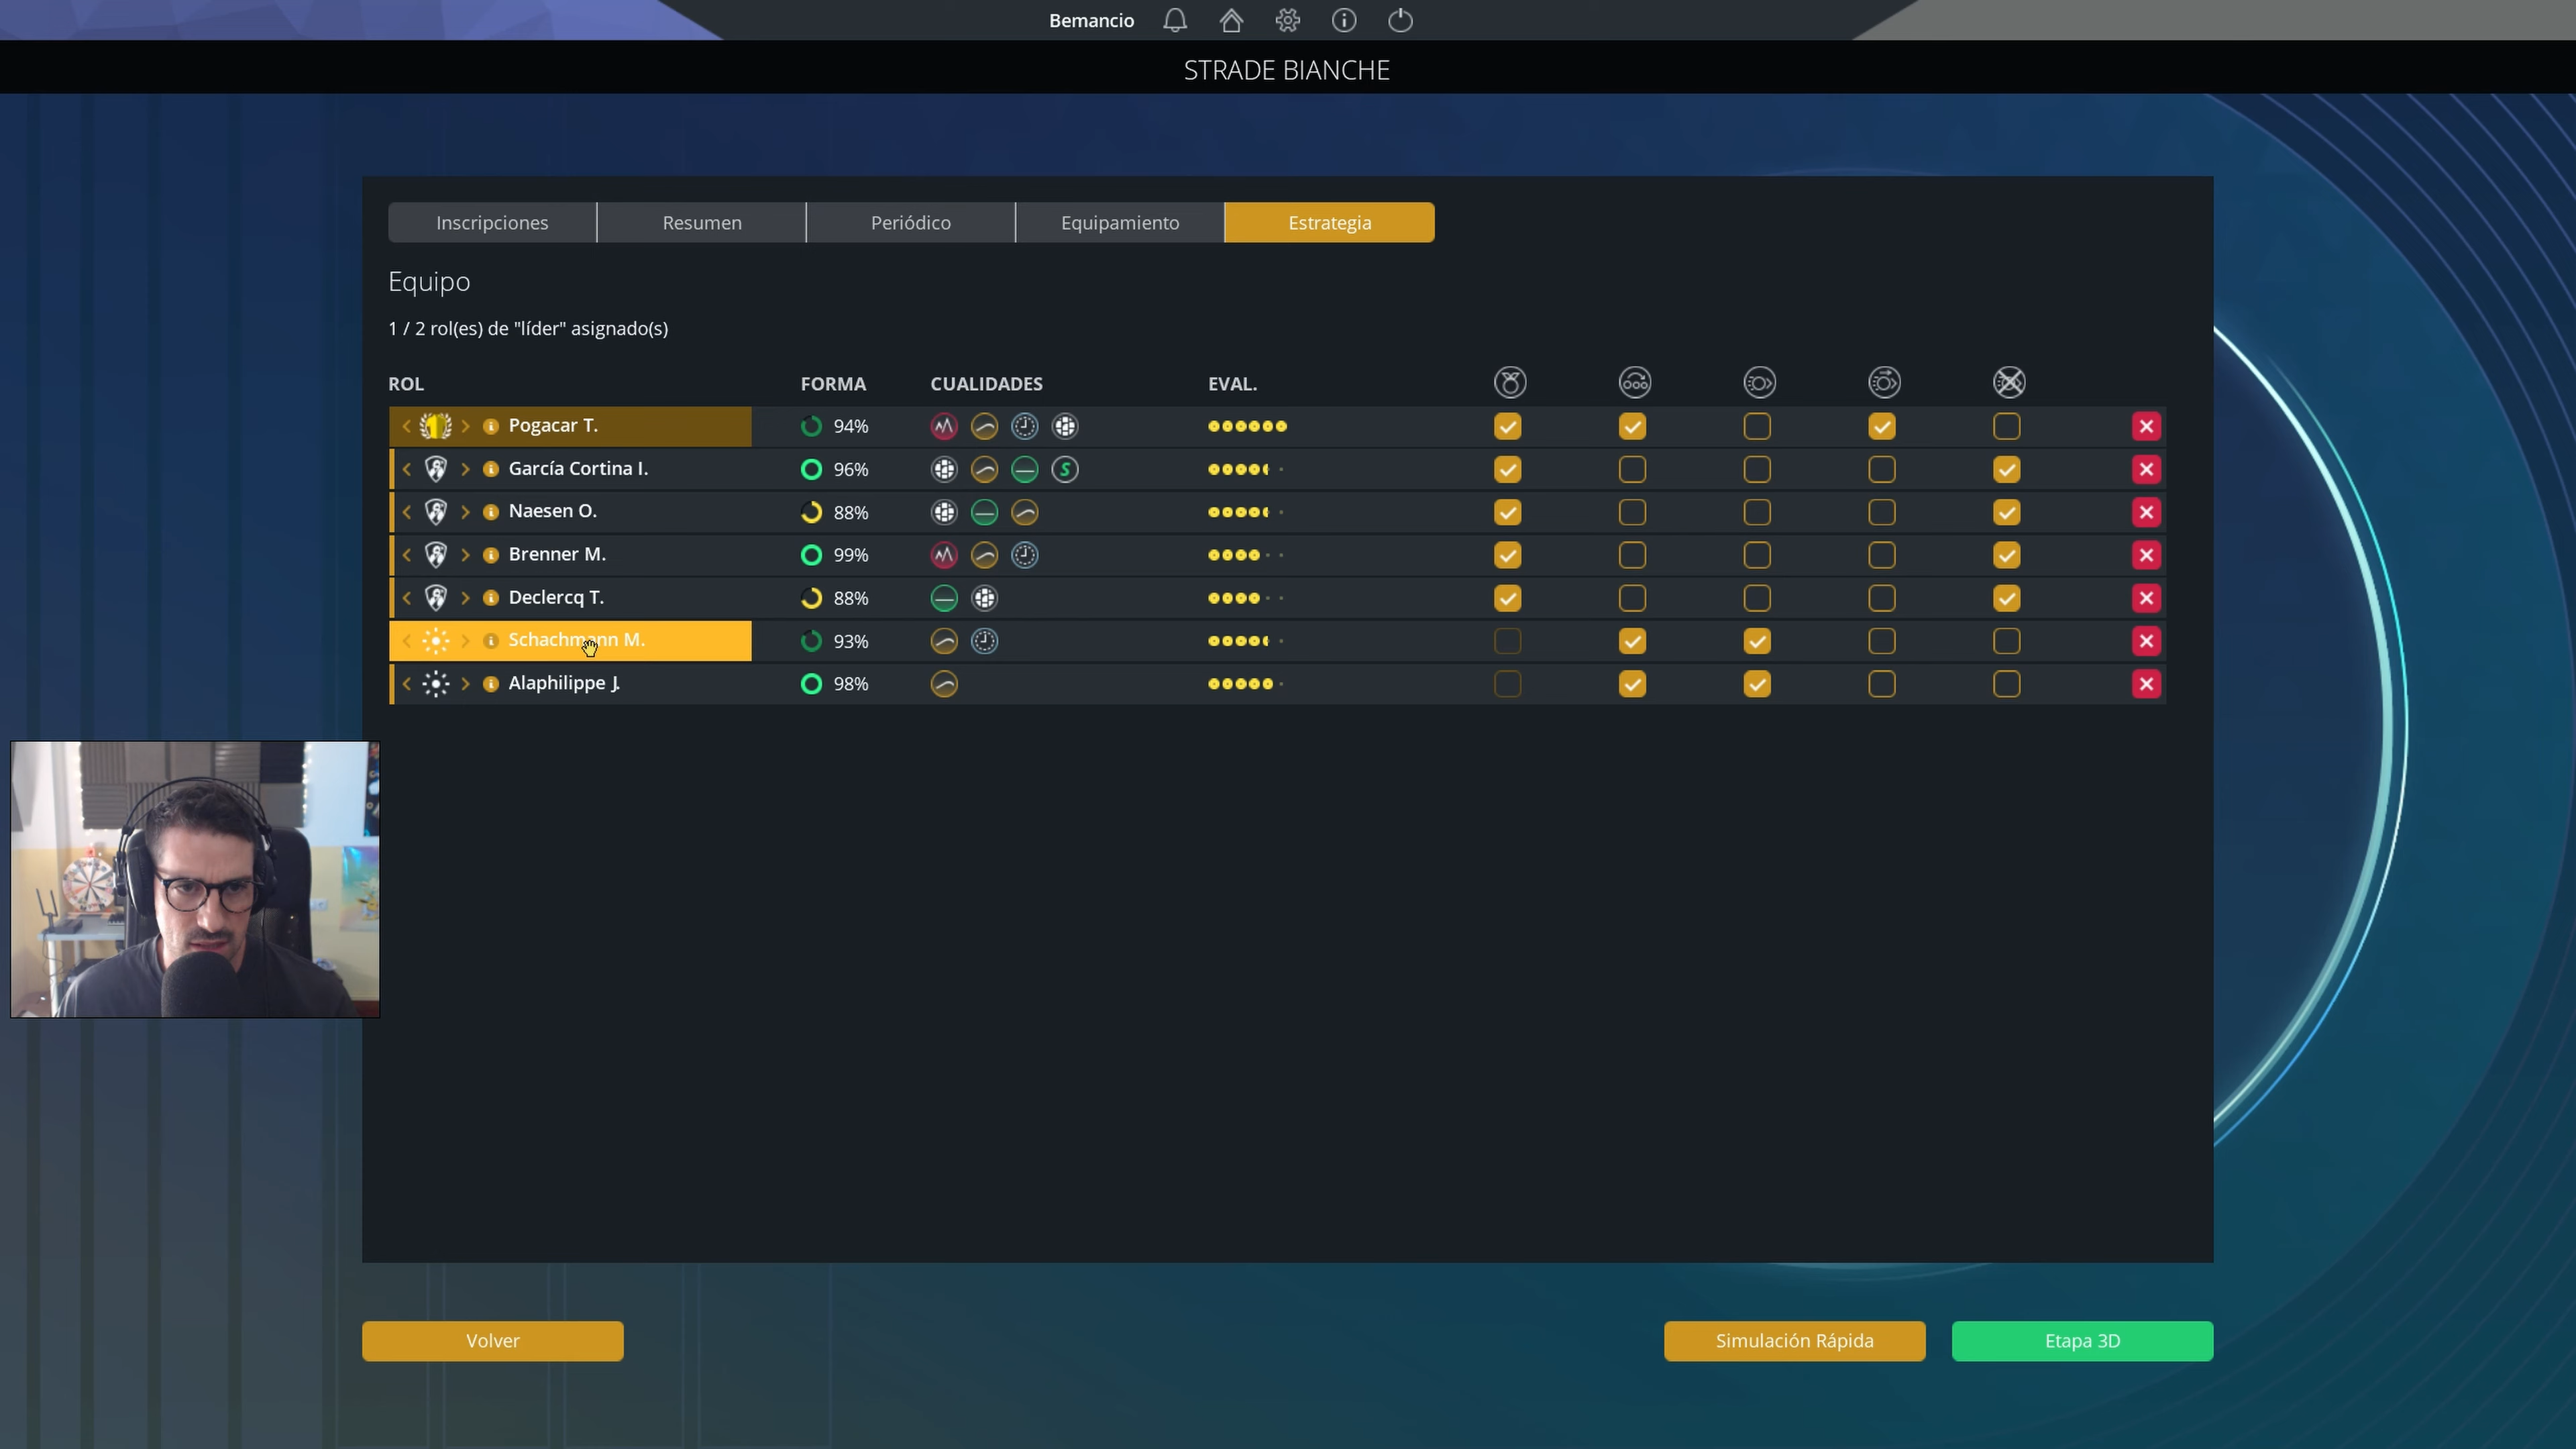 Bemancio
STRADE BIANCHE
Inscripciones Resumen Periódico Equipamiento Estrategia
Equipo
1 / 2 rol(es) de "líder" asignado(s)
ROL FORMA CUALIDADES EVAL.
1 Pogacar T. 94%
García Cortina I. 96% S
Naesen O. 88%
Brenner M. 99%
Declercq T. 88%
Schachmann M. 93%
Alaphilippe J. 98%
Volver Simulación Rápida Etapa 3D